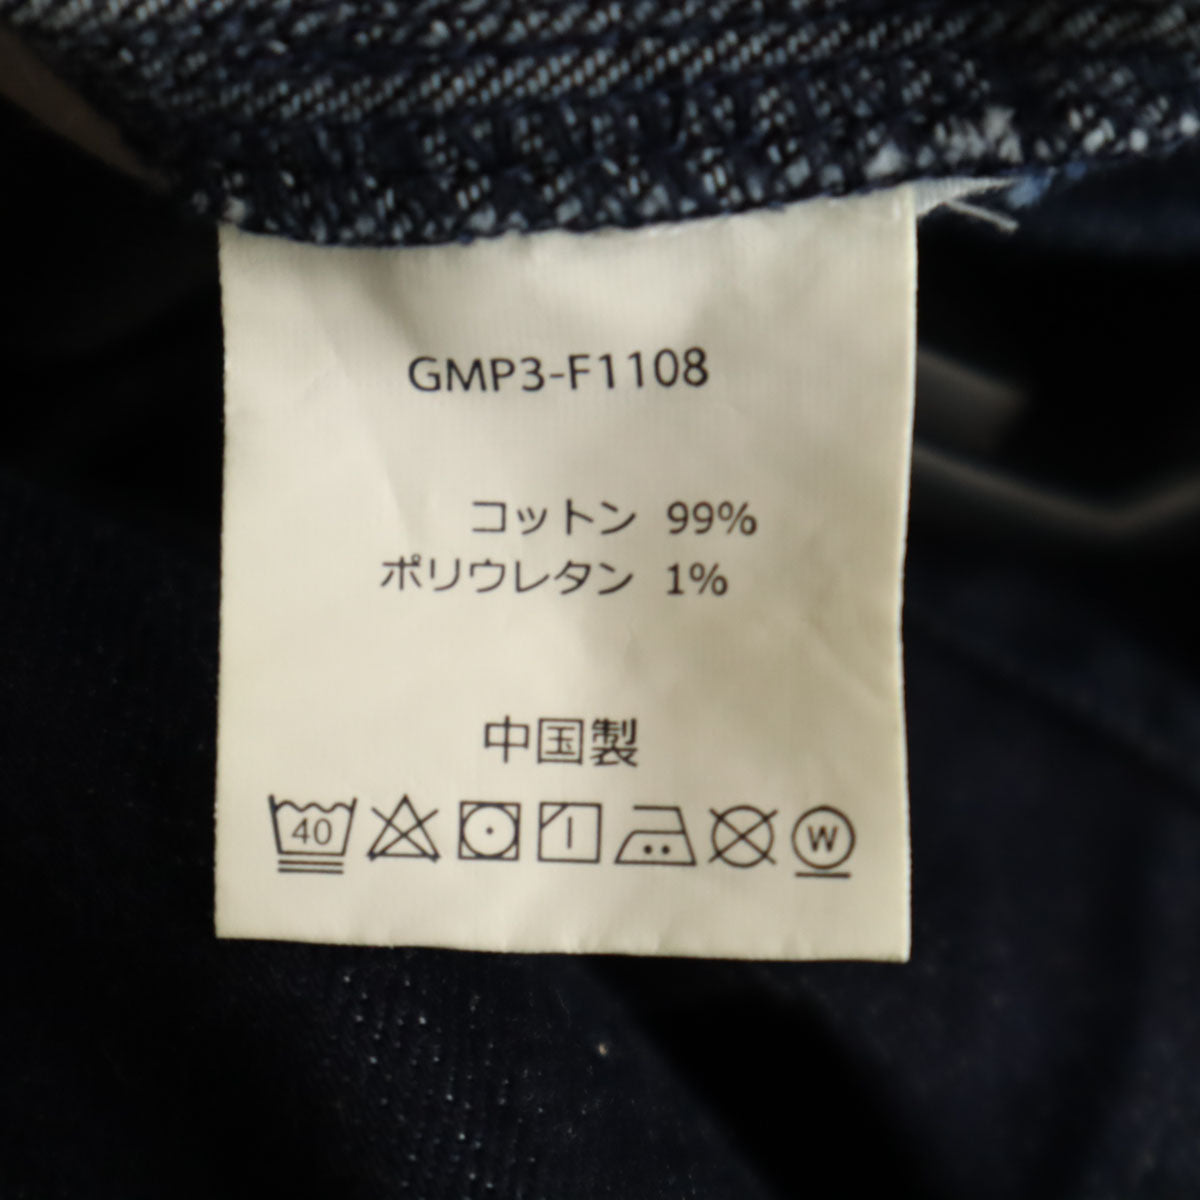 GMP3-F1108
コットン 99%
ポリウレタン 1%
中国製
40 W